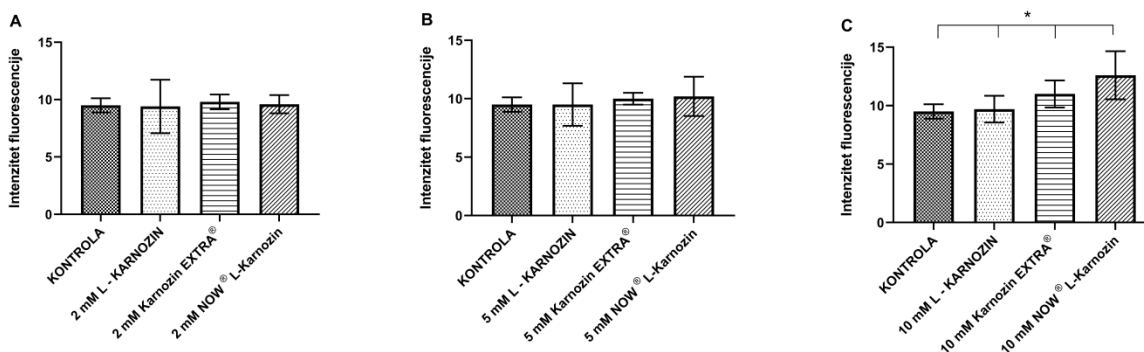 A
Intenzitet fluorescencije
15
10
5
0
KONTROLA
2 mM L - KARNOZIN
2 mM Karnozin EXTRA®
2 mM NOW ® L-Karnozin
B
Intenzitet fluorescencije
15
10
5
0
KONTROLA
5 mM L - KARNOZIN
5 mM Karnozin EXTRA®
5 mM NOW ® L-Karnozin
C
*
Intenzitet fluorescencije
15
10
5
0
KONTROLA
10 mM L - KARNOZIN
10 mM Karnozin EXTRA®
10 mM NOW ® L-Karnozin